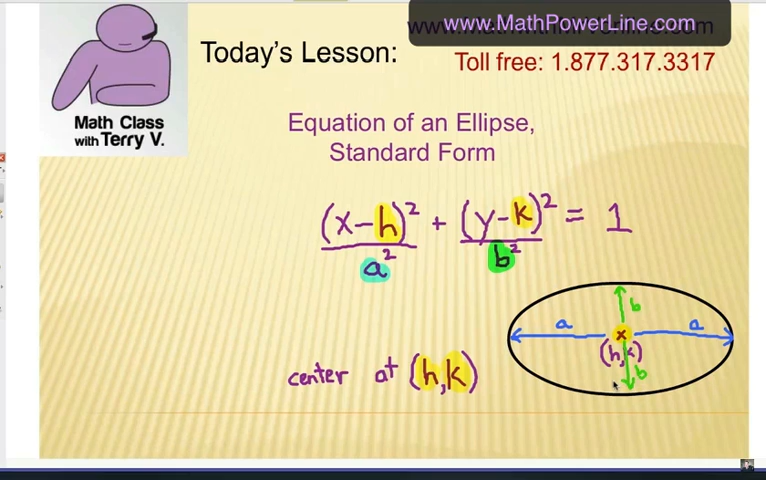 www.MathPowerLine.com
Today's Lesson:
Toll free: 1.877.317.3317
Math Class
with Terry V.
Equation of an Ellipse,
Standard Form
(x-h)² + (y-k)² = 1
a² b²
b
a a
x
(h,k)
b
center at (h,k)